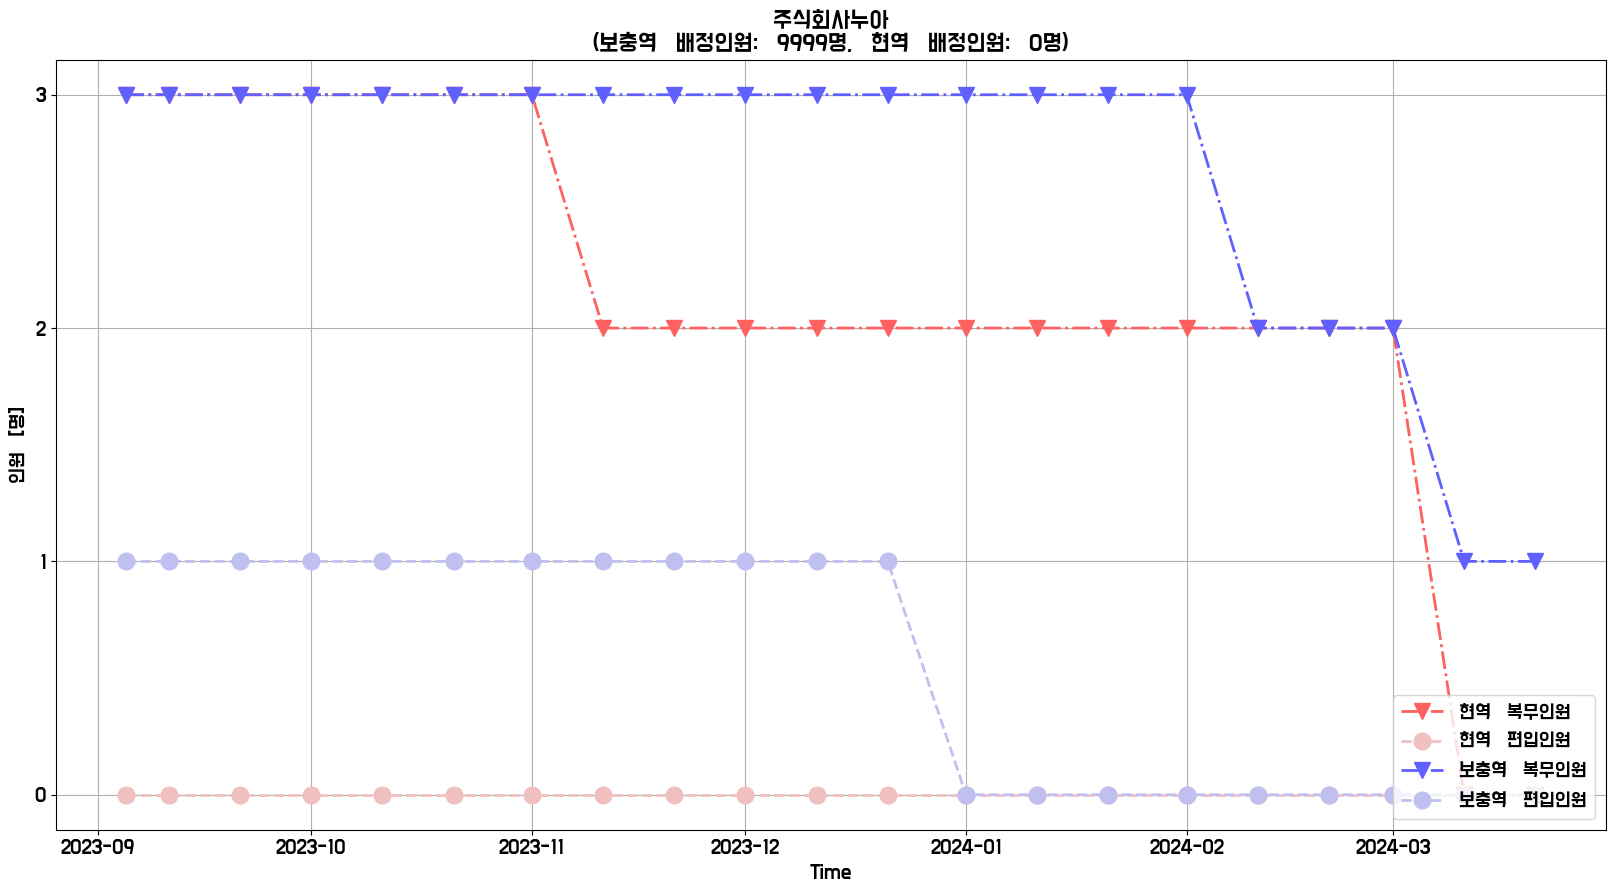 주식회사누아
(보충역 배정인원: 9999명, 현역 배정인원: 0명)
3
2
1
0
인원 [명]
2023-09
2023-10
2023-11
2023-12
2024-01
2024-02
2024-03
Time
현역 복무인원
현역 편입인원
보충역 복무인원
보충역 편입인원